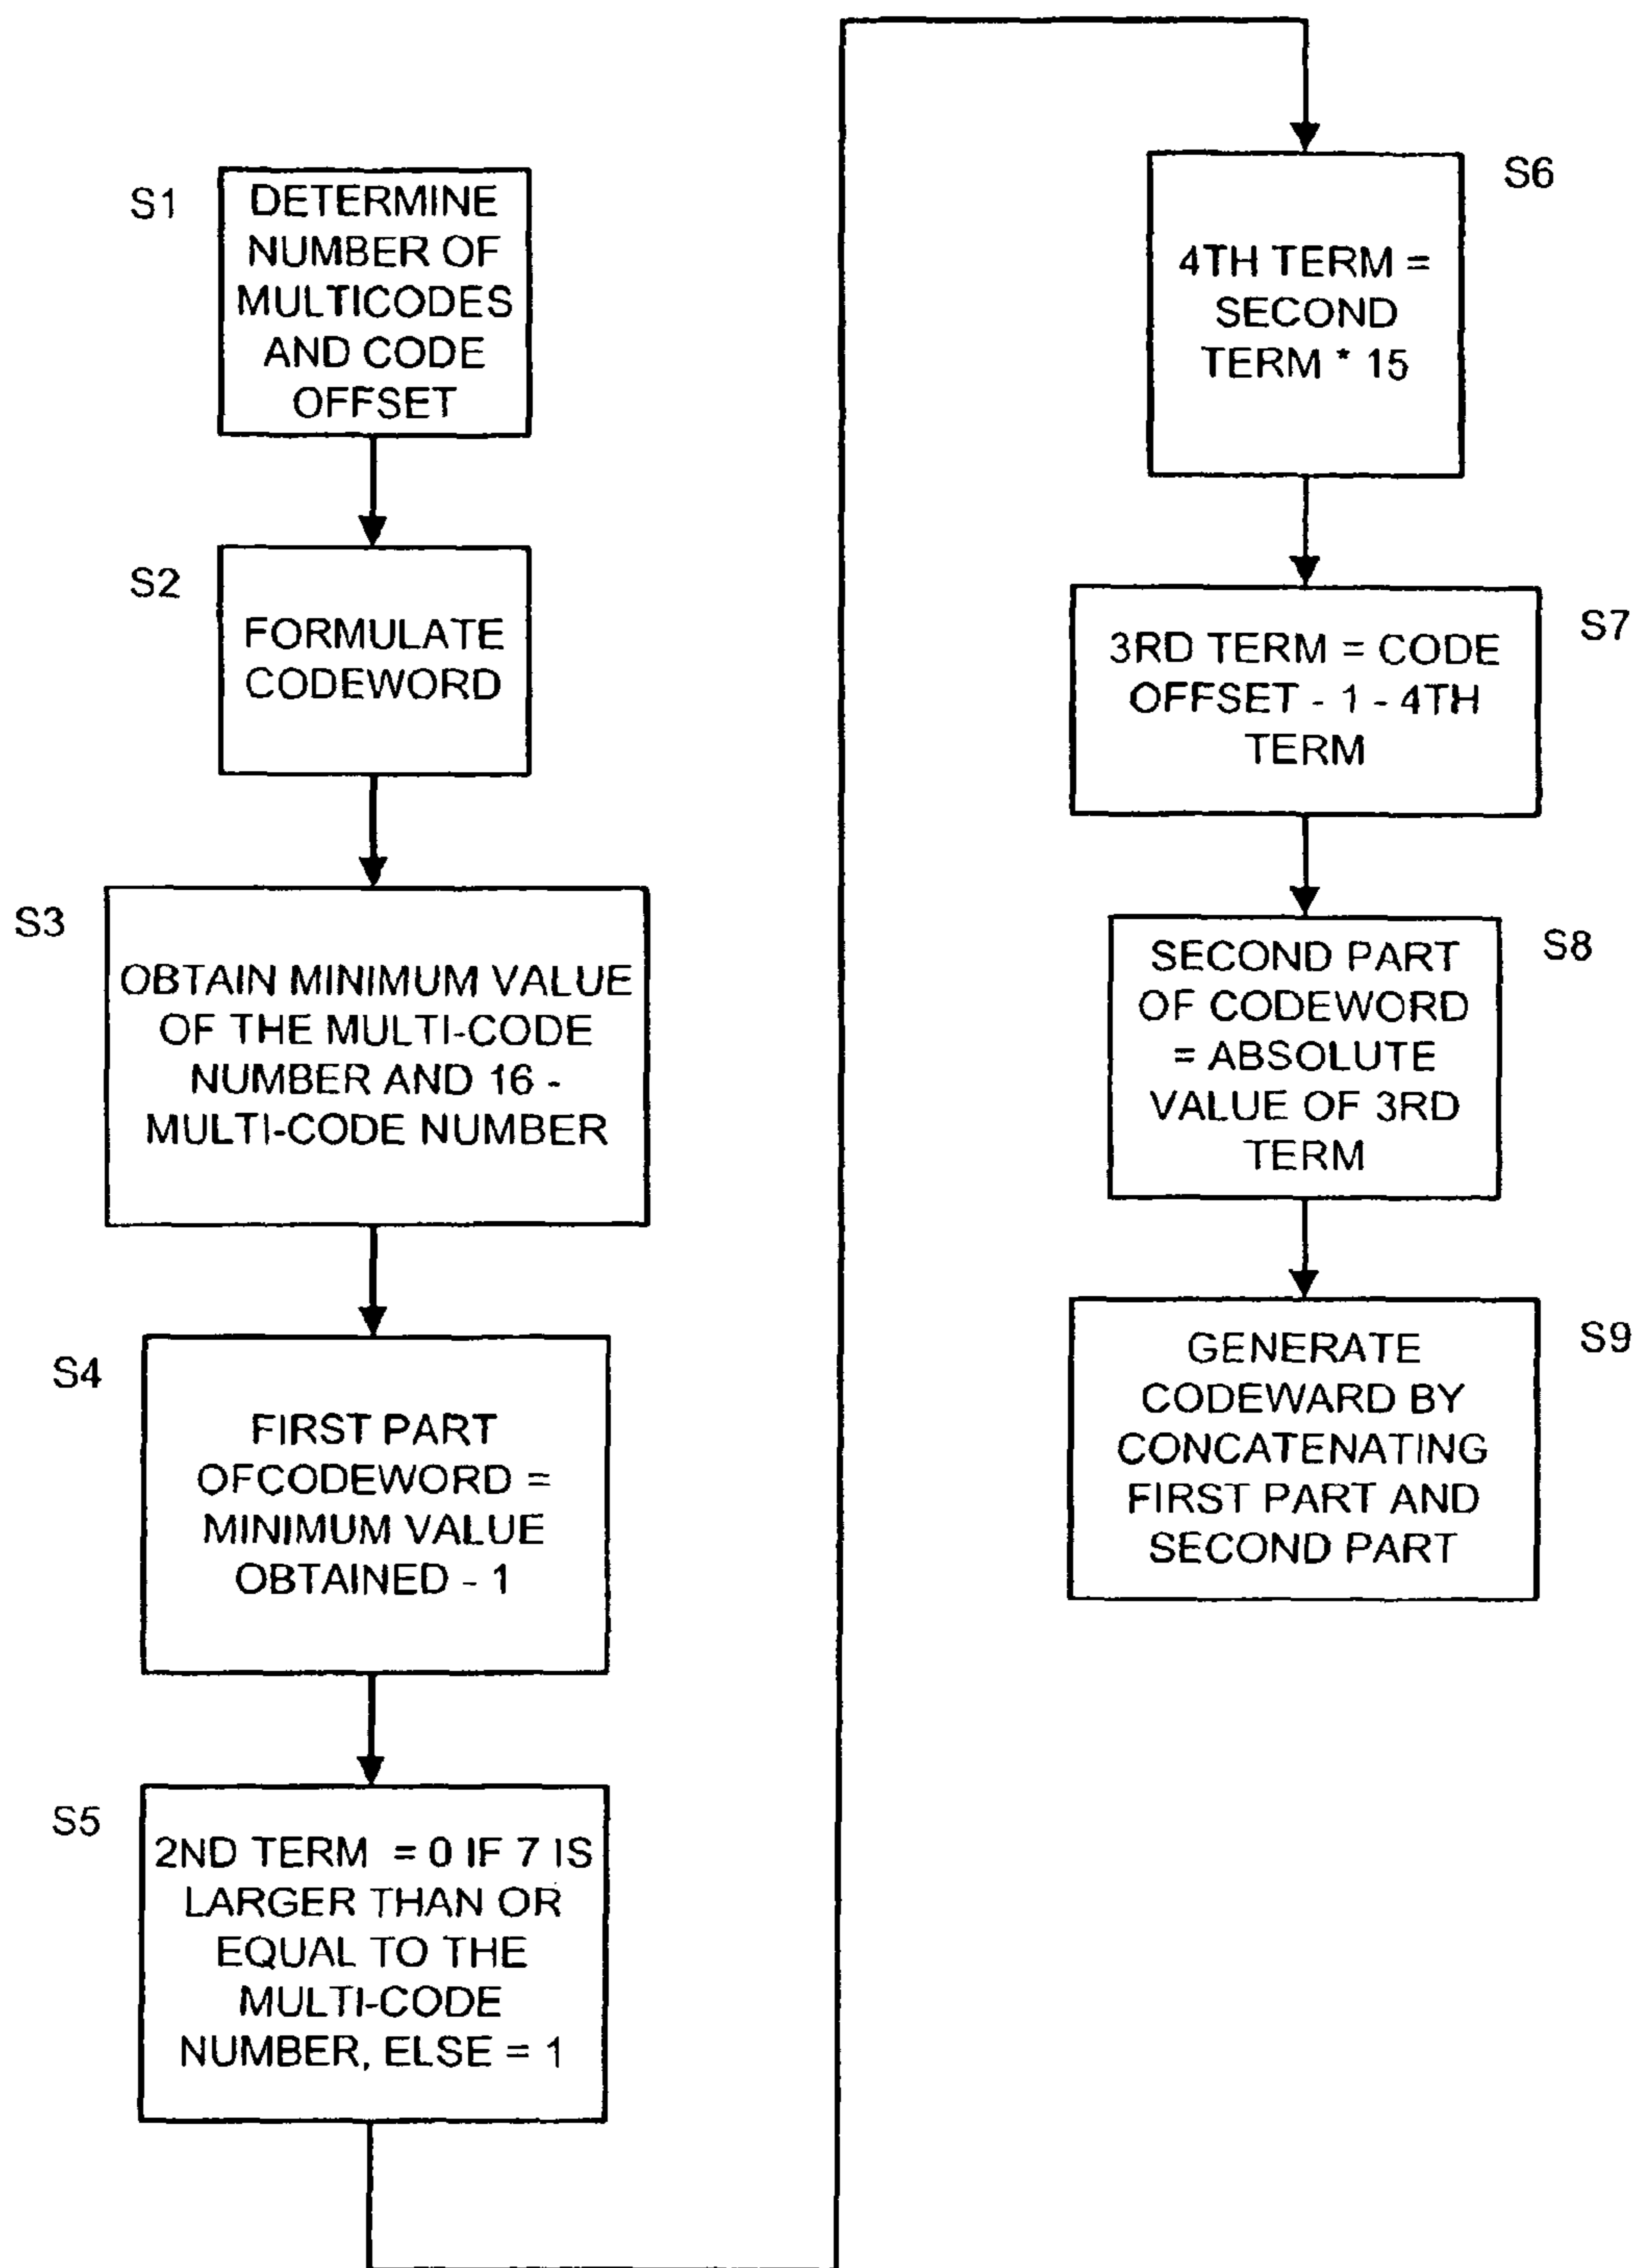 S1
DETERMINE
NUMBER OF
MULTICODES
AND CODE
OFFSET
S2
FORMULATE
CODEWORD
S3
OBTAIN MINIMUM VALUE
OF THE MULTI-CODE
NUMBER AND 16 -
MULTI-CODE NUMBER
S4
FIRST PART
OFCODEWORD =
MINIMUM VALUE
OBTAINED - 1
S5
2ND TERM = 0 IF 7 IS
LARGER THAN OR
EQUAL TO THE
MULTI-CODE
NUMBER, ELSE = 1
S6
4TH TERM =
SECOND
TERM * 15
S7
3RD TERM = CODE
OFFSET - 1 - 4TH
TERM
S8
SECOND PART
OF CODEWORD
= ABSOLUTE
VALUE OF 3RD
TERM
S9
GENERATE
CODEWARD BY
CONCATENATING
FIRST PART AND
SECOND PART